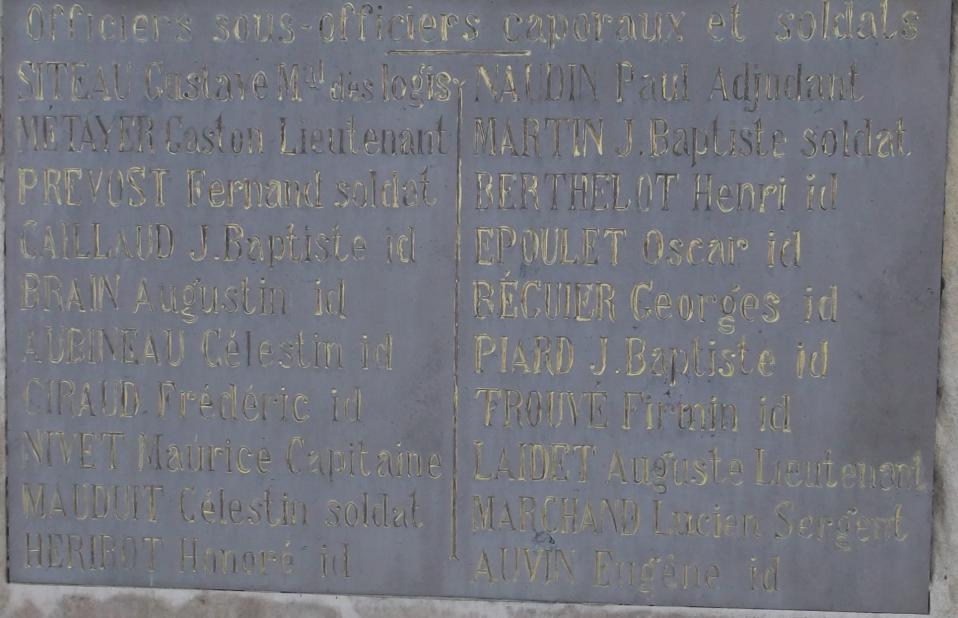 Officiers sous-officiers caporaux et soldats
SITEAU Gustave Mal des logis
MÉTAYER Gaston Lieutenant
PREVOST Fernand soldat
CAILLAUD J.Baptiste id
BRAIN Augustin id
AUBINEAU Célestin id
GIRAUD Frédéric id
NIVET Maurice Capitaine
MAUDUIT Célestin soldat
HERIBOT Honoré id
NAUDIN Paul Adjudant
MARTIN J.Baptiste soldat
BERTHELOT Henri id
EPOULET Oscar id
BÉGUIER Georges id
PIARD J.Baptiste id
TROUVÉ Firmin id
LAIDET Auguste Lieutenant
MARCHAND Lucien Sergent
AUVIN Eugéne id